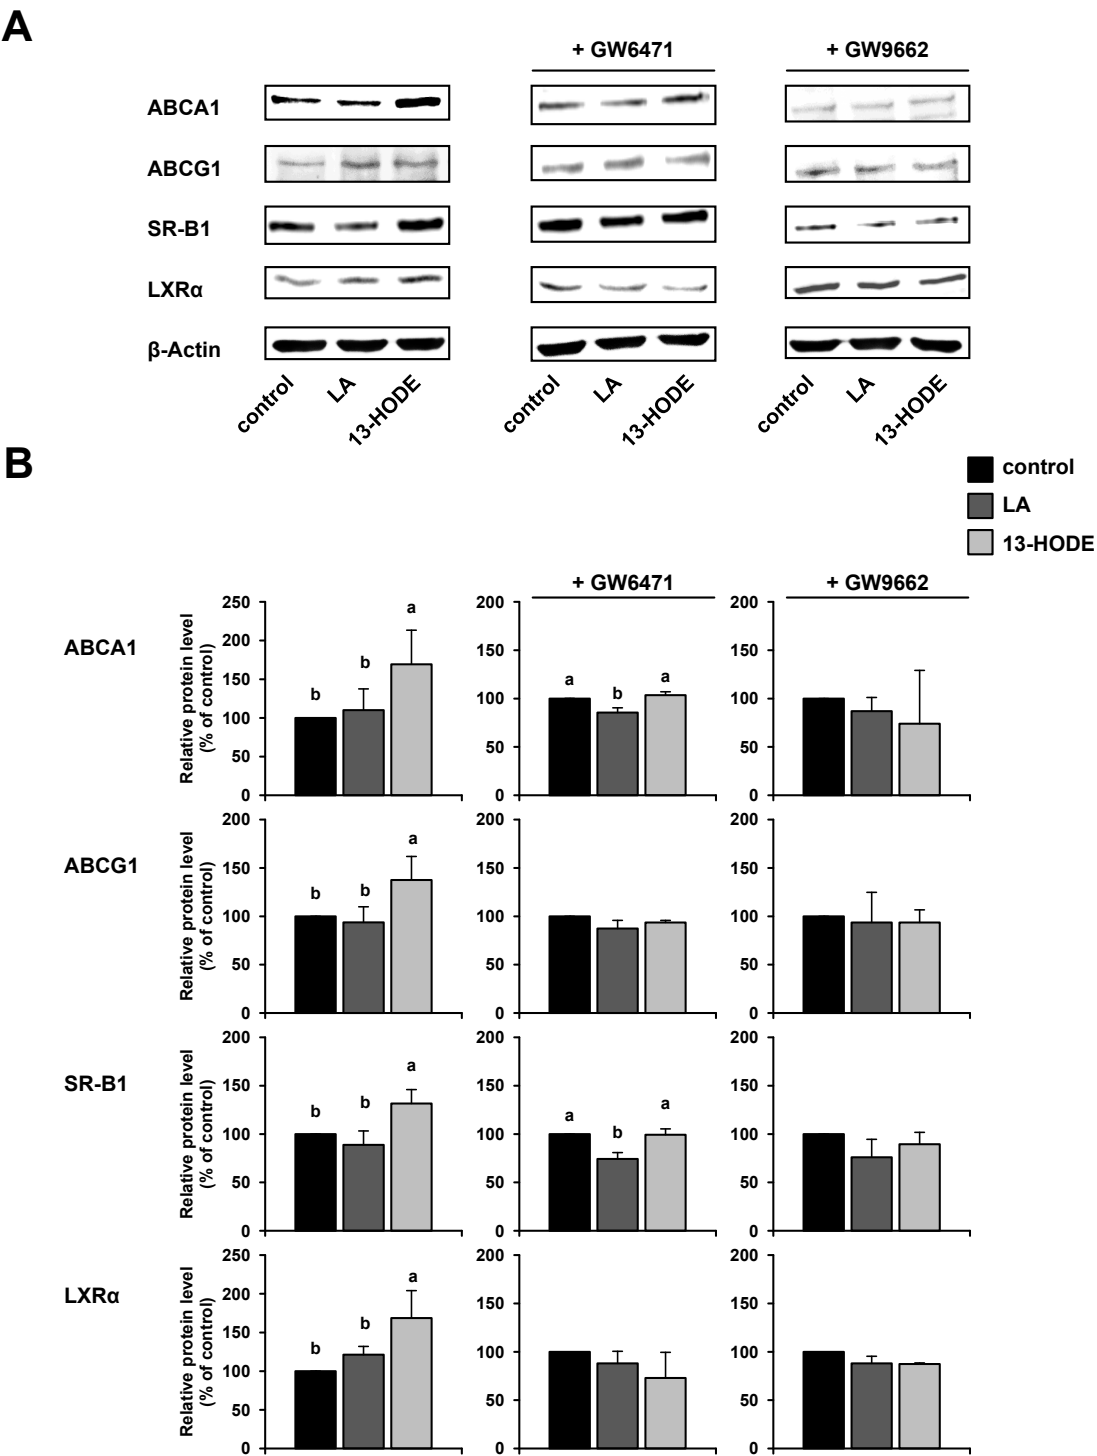 A
+ GW6471
+ GW9662
ABCA1
ABCG1
SR-B1
LXRα
β-Actin
control
LA
13-HODE
control
LA
13-HODE
control
LA
13-HODE
B
control
LA
13-HODE
+ GW6471
+ GW9662
ABCA1
Relative protein level
(% of control)
250
200
150
100
50
0
b
b
a
200
150
100
50
0
a
b
a
200
150
100
50
0
ABCG1
Relative protein level
(% of control)
200
150
100
50
0
b
b
a
200
150
100
50
0
200
150
100
50
0
SR-B1
Relative protein level
(% of control)
200
150
100
50
0
b
b
a
200
150
100
50
0
a
b
a
200
150
100
50
0
LXRα
Relative protein level
(% of control)
250
200
150
100
50
0
b
b
a
200
150
100
50
0
200
150
100
50
0